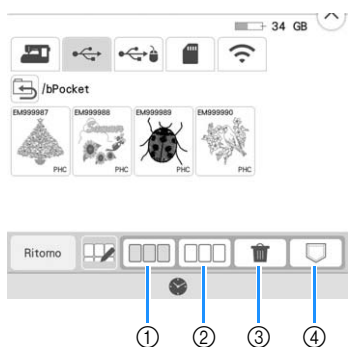 34 GB
/bPocket
EM999987 EM999988 EM999989 EM999990
PHC PHC PHC PHC
Ritorno
① ② ③ ④